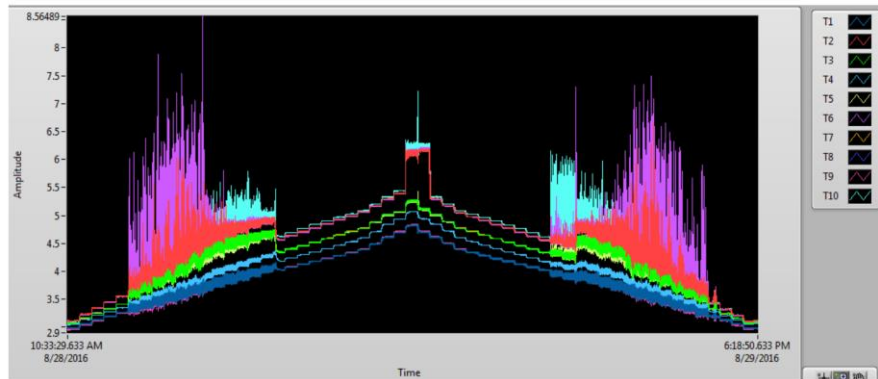 8.56489
8
7.5
7
6.5
6
5.5
5
4.5
4
3.5
2.9
Amplitude
10:33:29.633 AM
8/28/2016
6:18:50.633 PM
8/29/2016
Time
T1
T2
T3
T4
T5
T6
T7
T8
T9
T10